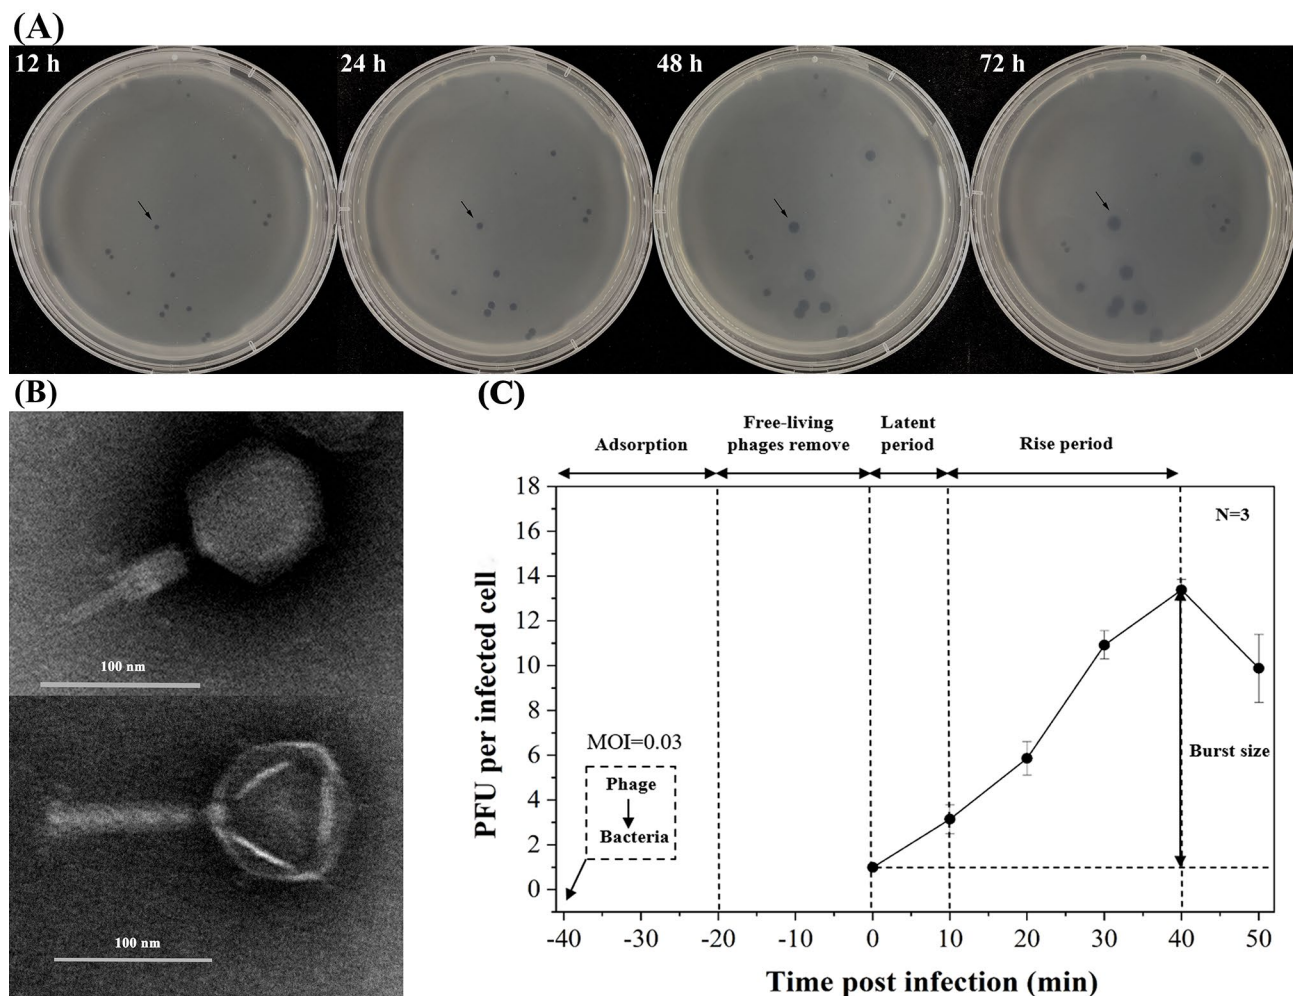 (A)
12 h
24 h
48 h
72 h
(B)
100 nm
100 nm
(C)
Adsorption
Free-living
phages remove
Latent
period
Rise period
N=3
MOI=0.03
Phage
Bacteria
Burst size
PFU per infected cell
18
16
14
12
10
8
6
4
2
0
-40 -30 -20 -10 0 10 20 30 40 50
Time post infection (min)